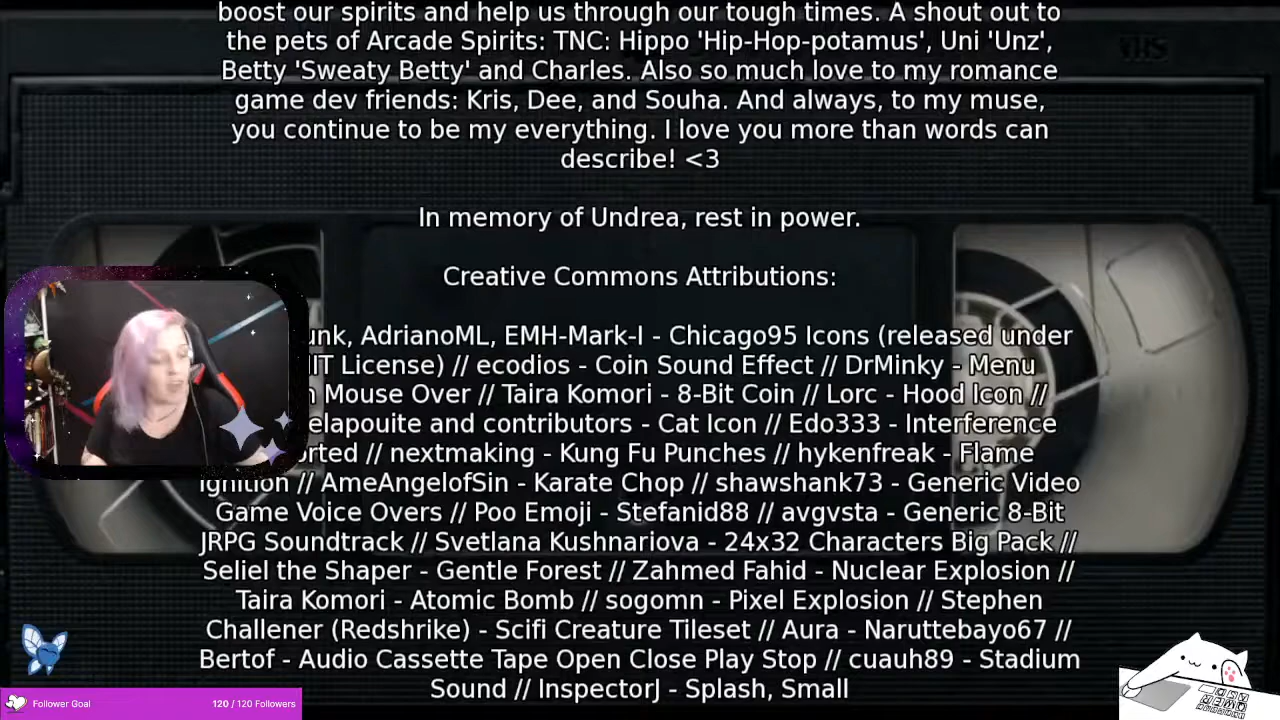 boost our spirits and help us through our tough times. A shout out to
the pets of Arcade Spirits: TNC: Hippo 'Hip-Hop-potamus', Uni 'Unz',
Betty 'Sweaty Betty' and Charles. Also so much love to my romance
game dev friends: Kris, Dee, and Souha. And always, to my muse,
you continue to be my everything. I love you more than words can
describe! <3
In memory of Undrea, rest in power.
Creative Commons Attributions:
unk, AdrianoML, EMH-Mark-I - Chicago95 Icons (released under
IT License) // ecodios - Coin Sound Effect // DrMinky - Menu
Mouse Over // Taira Komori - 8-Bit Coin // Lorc - Hood Icon //
elapouite and contributors - Cat Icon // Edo333 - Interference
orted // nextmaking - Kung Fu Punches // hykenfreak - Flame
Ignition // AmeAngelofSin - Karate Chop // shawshank73 - Generic Video
Game Voice Overs // Poo Emoji - Stefanid88 // avgvsta - Generic 8-Bit
JRPG Soundtrack // Svetlana Kushnariova - 24x32 Characters Big Pack //
Seliel the Shaper - Gentle Forest // Zahmed Fahid - Nuclear Explosion //
Taira Komori - Atomic Bomb // sogomn - Pixel Explosion // Stephen
Challener (Redshrike) - Scifi Creature Tileset // Aura - Naruttebayo67 //
Bertof - Audio Cassette Tape Open Close Play Stop // cuauh89 - Stadium
Sound // InspectorJ - Splash, Small
VHS
Follower Goal
120 / 120 Followers